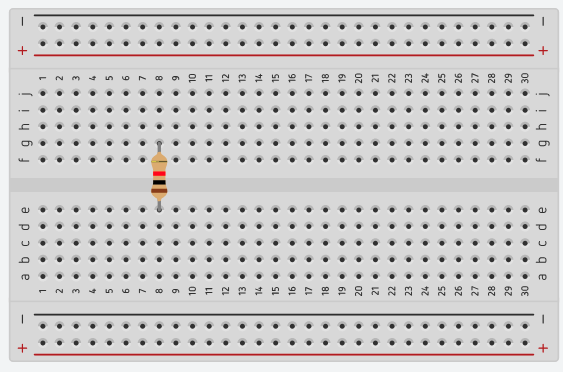 − −
+ +
1 2 3 4 5 6 7 8 9 10 11 12 13 14 15 16 17 18 19 20 21 22 23 24 25 26 27 28 29 30
j j
i i
h h
g g
f f
e e
d d
c c
b b
a a
1 2 3 4 5 6 7 8 9 10 11 12 13 14 15 16 17 18 19 20 21 22 23 24 25 26 27 28 29 30
− −
+ +